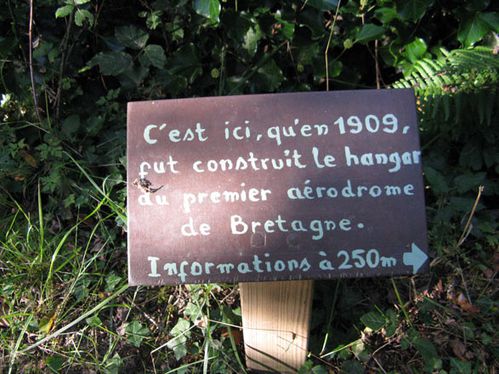 C'est ici, qu'en 1909,
fut construit le hangar
du premier aérodrome
de Bretagne.
Informations à 250m